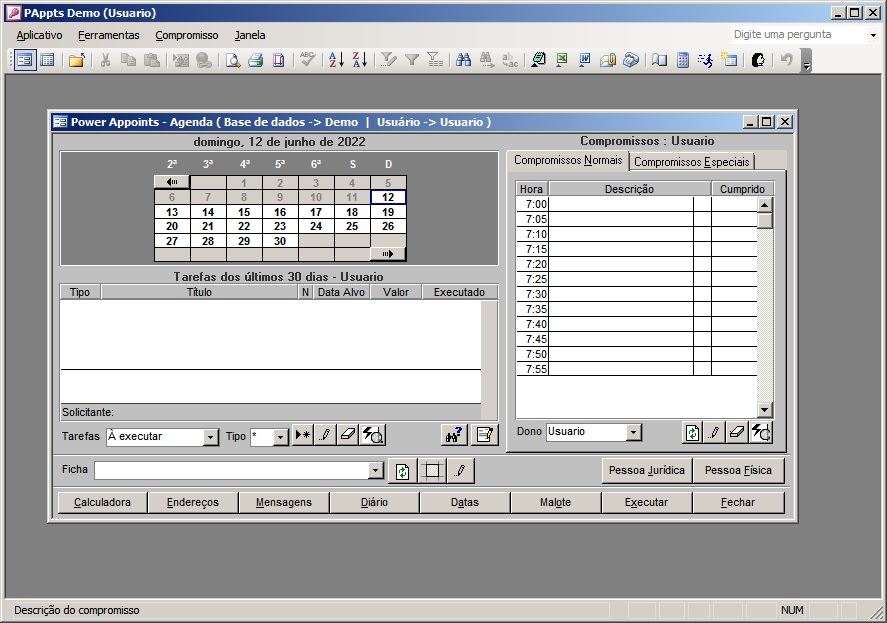 PAppts Demo (Usuario)
Aplicativo Ferramentas Compromisso Janela Digite uma pergunta
Power Appoints - Agenda ( Base de dados -> Demo | Usuário -> Usuario )
domingo, 12 de junho de 2022
2ª 3ª 4ª 5ª 6ª S D
1 2 3 4 5
6 7 8 9 10 11 12
13 14 15 16 17 18 19
20 21 22 23 24 25 26
27 28 29 30
Tarefas dos últimos 30 dias - Usuario
Tipo Título N Data Alvo Valor Executado
Solicitante:
Tarefas À executar Tipo *
Compromissos : Usuario
Compromissos Normais Compromissos Especiais
Hora Descrição Cumprido
7:00
7:05
7:10
7:15
7:20
7:25
7:30
7:35
7:40
7:45
7:50
7:55
Dono Usuario
Ficha Pessoa Jurídica Pessoa Física
Calculadora Endereços Mensagens Diário Datas Malote Executar Fechar
Descrição do compromisso NUM